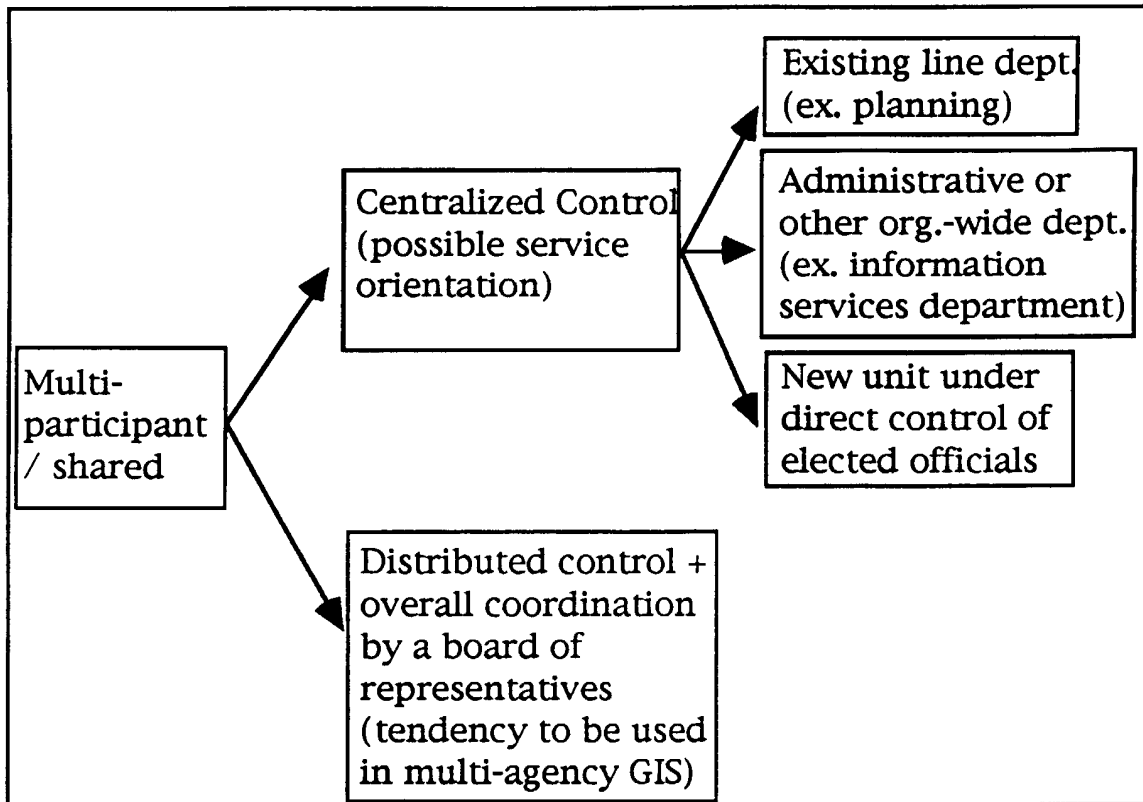 Multi-
participant
/ shared
Centralized Control
(possible service
orientation)
Distributed control +
overall coordination
by a board of
representatives
(tendency to be used
in multi-agency GIS)
Existing line dept.
(ex. planning)
Administrative or
other org.-wide dept.
(ex. information
services department)
New unit under
direct control of
elected officials